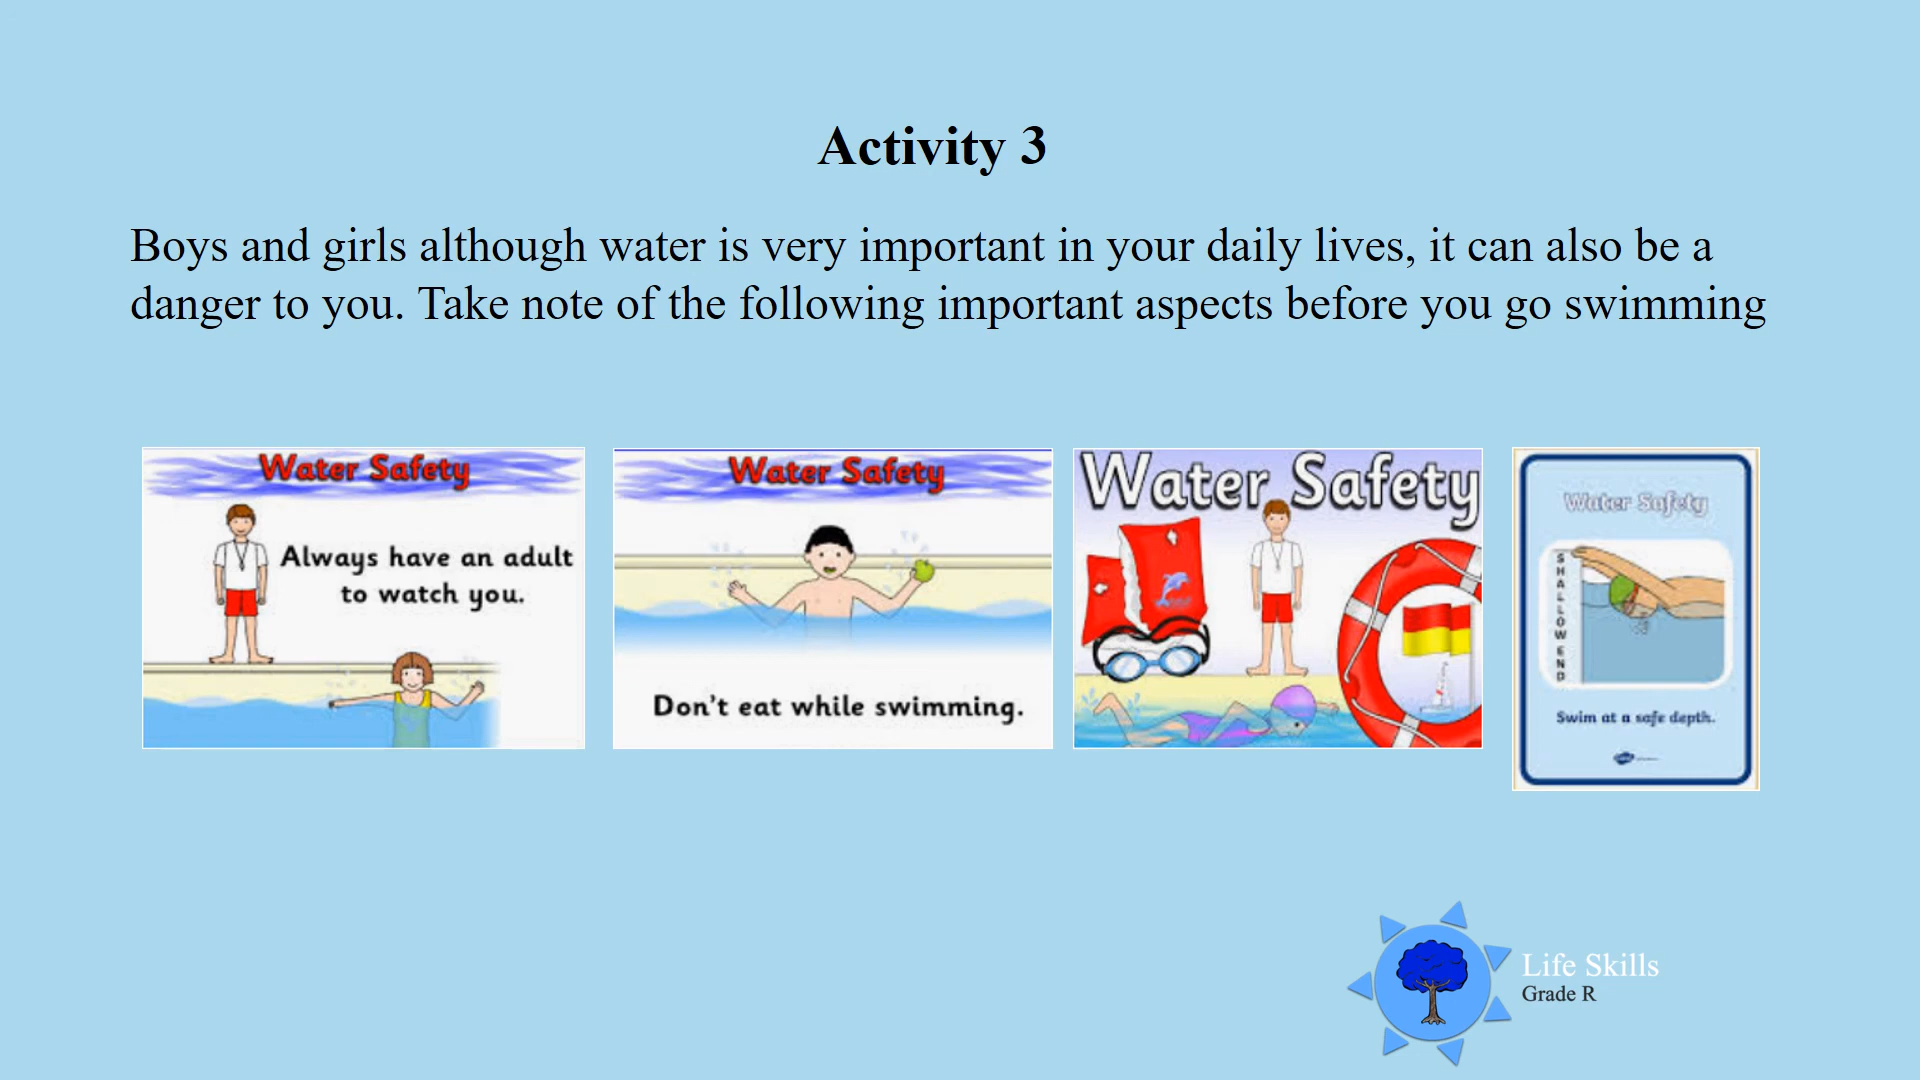 Activity 3
Boys and girls although water is very important in your daily lives, it can also be a
danger to you. Take note of the following important aspects before you go swimming
Water Safety
Always have an adult
to watch you.
Water Safety
Don't eat while swimming.
Water Safety
Water Safety
SHALLOW END
Swim at a safe depth.
Life Skills
Grade R